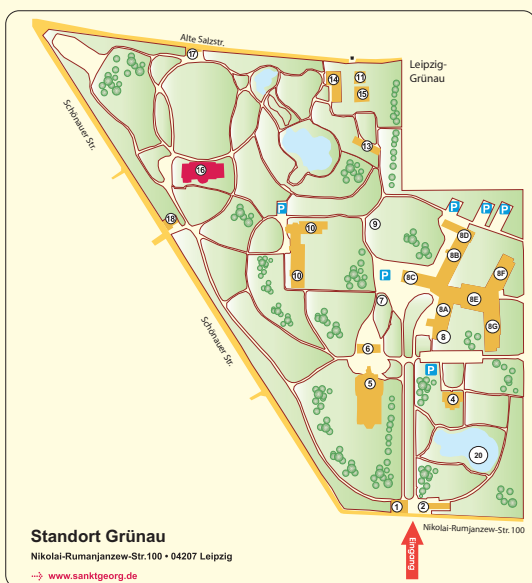 Alte Salzstr.
17
Leipzig-
Grünau
14
11
15
Schönauer Str.
13
16
P
P
P
P
18
9
10
8D
8B
8C
8F
10
P
7
8E
8A
8G
8
6
P
5
4
Schönauer Str.
20
1
2
Nikolai-Rumjanzew-Str. 100
Eingang
Standort Grünau
Nikolai-Rumanjanzew-Str.100 • 04207 Leipzig
www.sanktgeorg.de